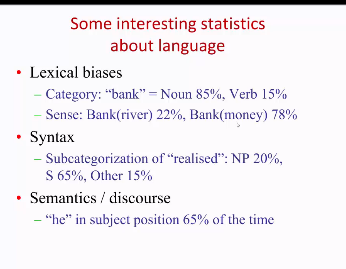 Some interesting statistics
about language
• Lexical biases
– Category: “bank” = Noun 85%, Verb 15%
– Sense: Bank(river) 22%, Bank(money) 78%
• Syntax
– Subcategorization of “realised”: NP 20%,
S 65%, Other 15%
• Semantics / discourse
– “he” in subject position 65% of the time